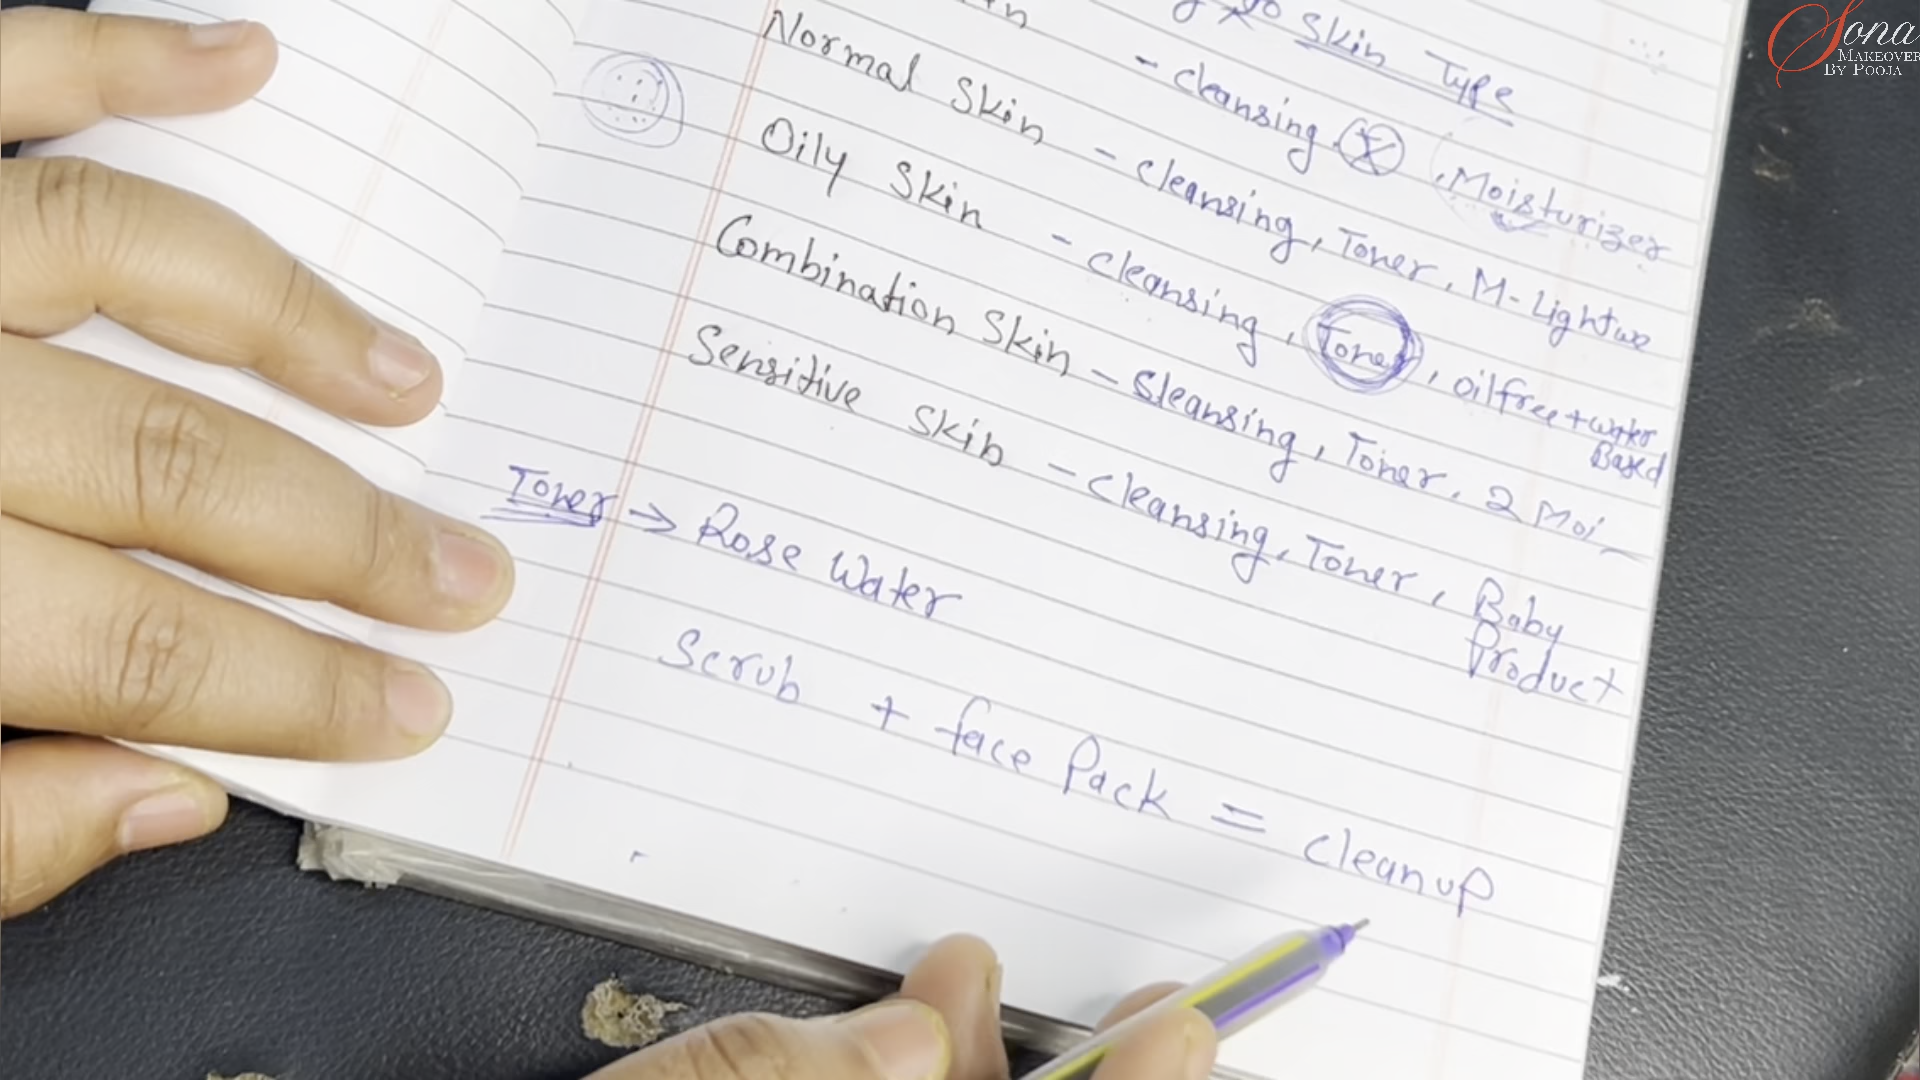 Sona
MAKEOVER
BY POOJA
Skin Type
- cleansing X , Moisturizer
Normal Skin - cleansing, Toner, M-Lightwe
Oily Skin - cleansing, Toner, oilfree + water
Based
Combination Skin - Sleansing, Toner, 2 Moi
Sensitive Skin - cleansing, Toner, Baby
Product
Toner → Rose Water
Scrub + face Pack = cleanup